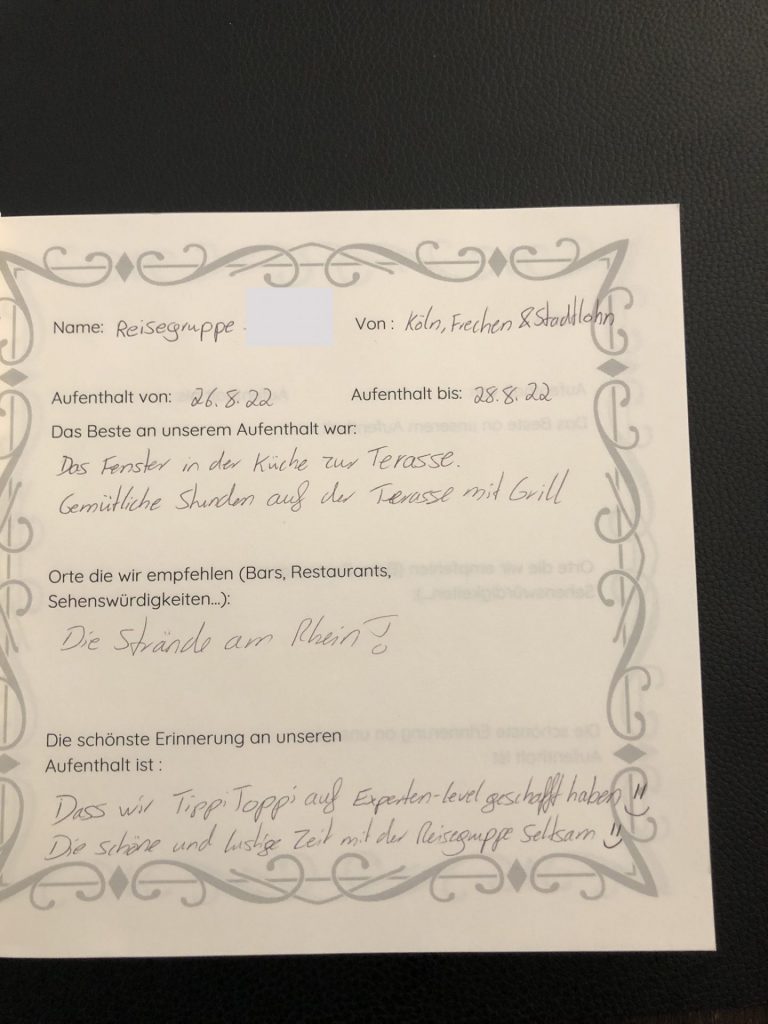 Name: Reisegruppe Von : Köln, Frechen & Stadtlohn
Aufenthalt von: 26.8.22 Aufenthalt bis: 28.8.22
Das Beste an unserem Aufenthalt war:
Das Fenster in der Küche zur Terasse.
Gemütliche Stunden auf der Terasse mit Grill
Orte die wir empfehlen (Bars, Restaurants,
Sehenswürdigkeiten...):
Die Strände am Rhein!
Die schönste Erinnerung an unseren
Aufenthalt ist :
Dass wir Tippi Toppi auf Experten-level geschafft haben
Die schöne und lustige Zeit mit der Reisegruppe Seltsam